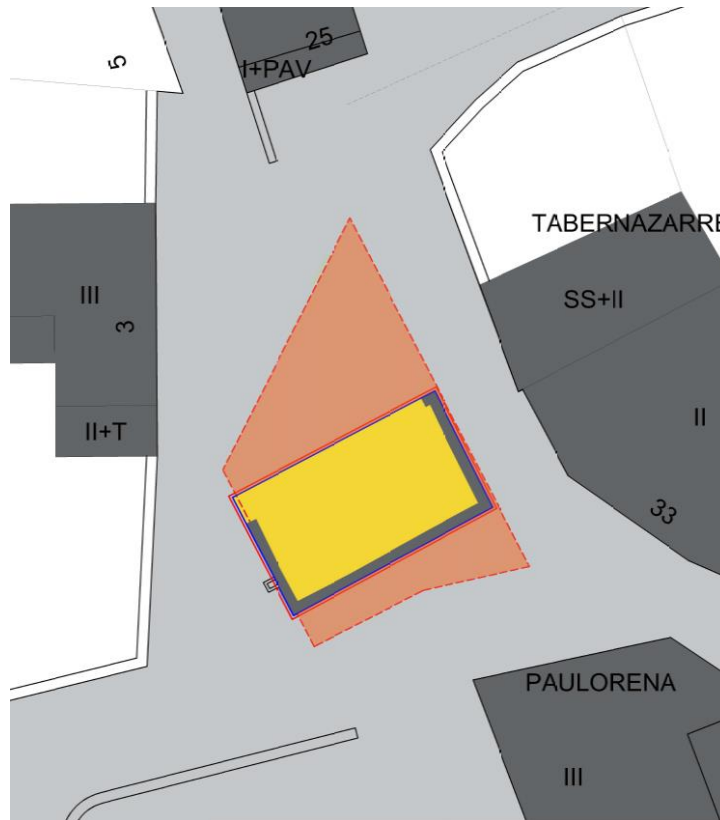 25
I+PAV
5
TABERNAZARRE
III
3
SS+II
II+T
II
33
PAULORENA
III